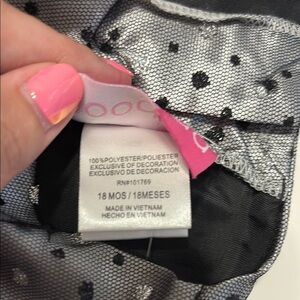 100%POLYESTER/POLIESTER
EXCLUSIVE OF DECORATION
EXCLUSIVO DE DECORACION
RN#101769
18 MOS / 18MESES
MADE IN VIETNAM
HECHO EN VIETNAM